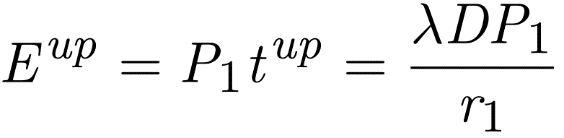 E^{up} = P_1 t^{up} = \frac{\lambda D P_1}{r_1}